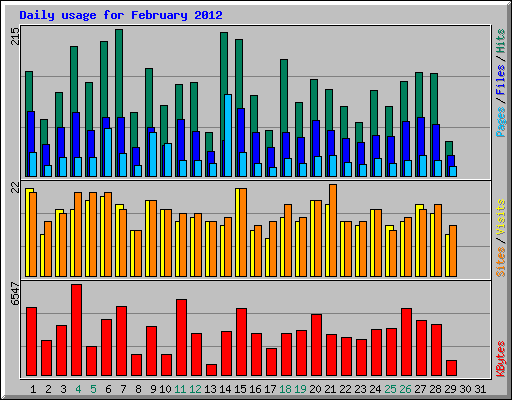 Daily usage for February 2012
215
Pages / Files / Hits
22
Sites / Visits
6547
KBytes
1 2 3 4 5 6 7 8 9 10 11 12 13 14 15 16 17 18 19 20 21 22 23 24 25 26 27 28 29 30 31